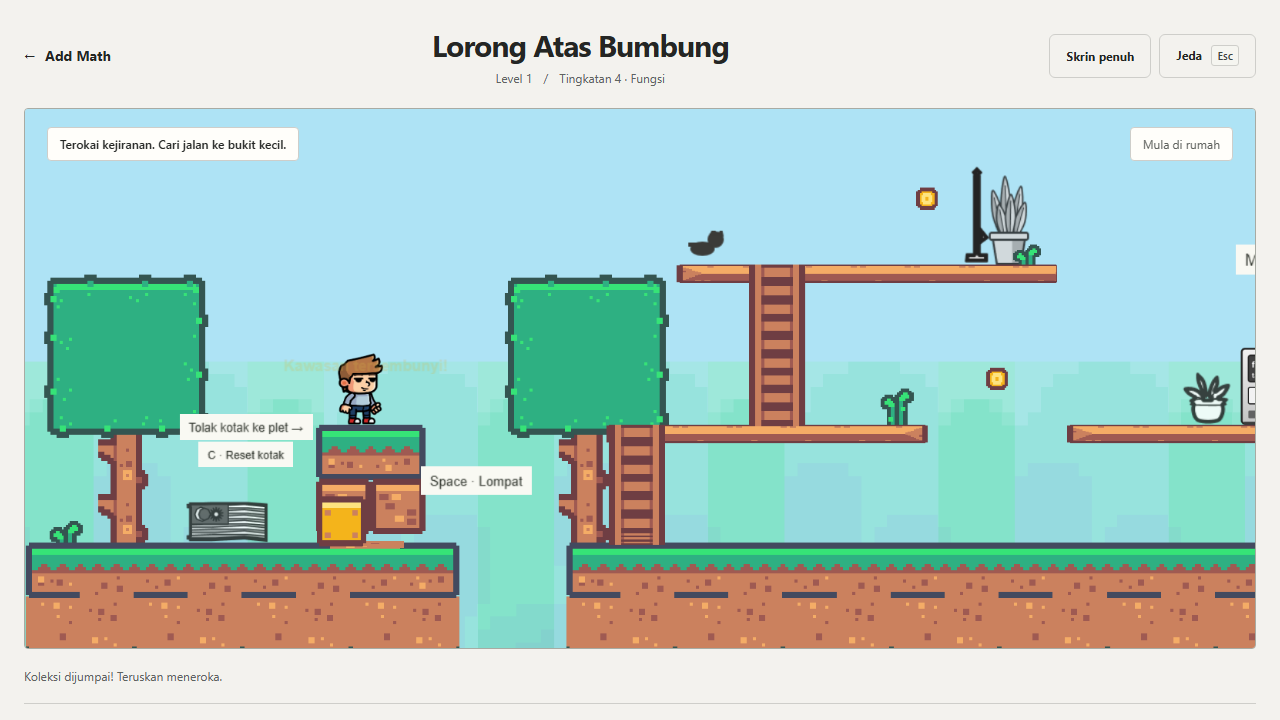 ← Add Math
Lorong Atas Bumbung
Level 1 / Tingkatan 4 · Fungsi
Skrin penuh
Jeda Esc
Terokai kejiranan. Cari jalan ke bukit kecil.
Mula di rumah
M
Tolak kotak ke plet →
C · Reset kotak
Space · Lompat
Koleksi dijumpai! Teruskan meneroka.